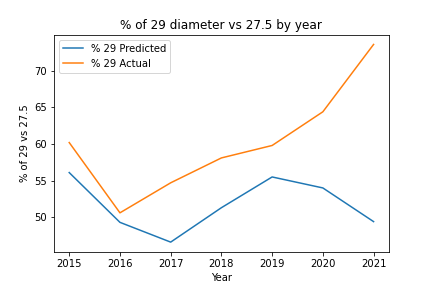 % of 29 diameter vs 27.5 by year
% 29 Predicted
% 29 Actual
% of 29 vs 27.5
70
65
60
55
50
2015 2016 2017 2018 2019 2020 2021
Year